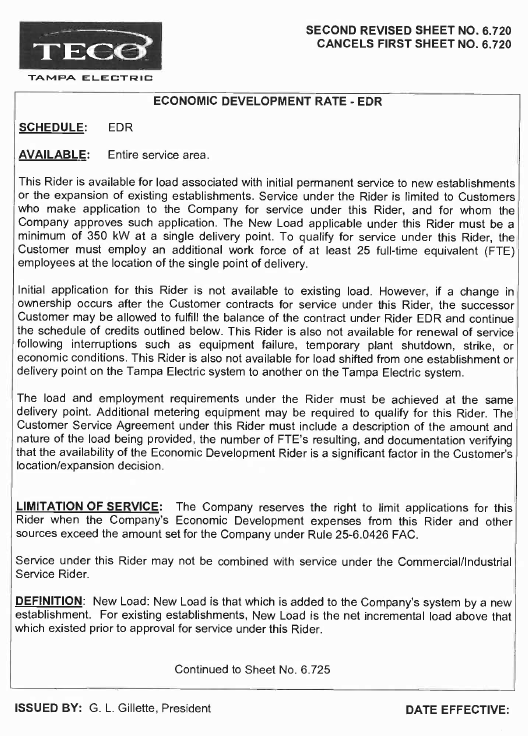 SECOND REVISED SHEET NO. 6.720
CANCELS FIRST SHEET NO. 6.720
TECO
TAMPA ELECTRIC
ECONOMIC DEVELOPMENT RATE - EDR
SCHEDULE: EDR
AVAILABLE: Entire service area.
This Rider is available for load associated with initial permanent service to new establishments
or the expansion of existing establishments. Service under the Rider is limited to Customers
who make application to the Company for service under this Rider, and for whom the
Company approves such application. The New Load applicable under this Rider must be a
minimum of 350 kW at a single delivery point. To qualify for service under this Rider, the
Customer must employ an additional work force of at least 25 full-time equivalent (FTE)
employees at the location of the single point of delivery.
Initial application for this Rider is not available to existing load. However, if a change in
ownership occurs after the Customer contracts for service under this Rider, the successor
Customer may be allowed to fulfill the balance of the contract under Rider EDR and continue
the schedule of credits outlined below. This Rider is also not available for renewal of service
following interruptions such as equipment failure, temporary plant shutdown, strike, or
economic conditions. This Rider is also not available for load shifted from one establishment or
delivery point on the Tampa Electric system to another on the Tampa Electric system.
The load and employment requirements under the Rider must be achieved at the same
delivery point. Additional metering equipment may be required to qualify for this Rider. The
Customer Service Agreement under this Rider must include a description of the amount and
nature of the load being provided, the number of FTE's resulting, and documentation verifying
that the availability of the Economic Development Rider is a significant factor in the Customer's
location/expansion decision.
LIMITATION OF SERVICE: The Company reserves the right to limit applications for this
Rider when the Company's Economic Development expenses from this Rider and other
sources exceed the amount set for the Company under Rule 25-6.0426 FAC.
Service under this Rider may not be combined with service under the Commercial/Industrial
Service Rider.
DEFINITION: New Load: New Load is that which is added to the Company's system by a new
establishment. For existing establishments, New Load is the net incremental load above that
which existed prior to approval for service under this Rider.
Continued to Sheet No. 6.725
ISSUED BY: G. L. Gillette, President
DATE EFFECTIVE: